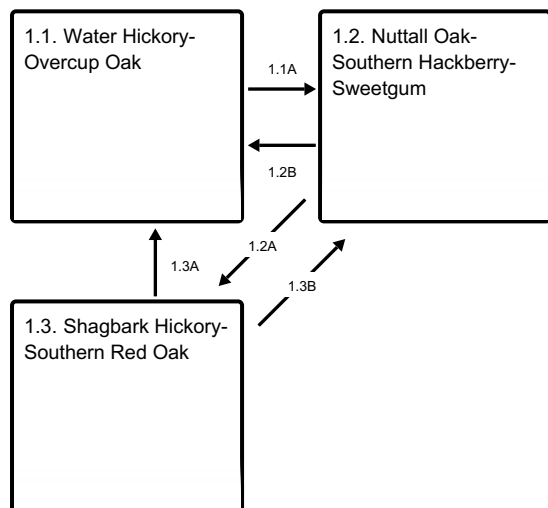 1.1. Water Hickory-
Overcup Oak
1.2. Nuttall Oak-
Southern Hackberry-
Sweetgum
1.1A
1.2B
1.2A
1.3A
1.3B
1.3. Shagbark Hickory-
Southern Red Oak